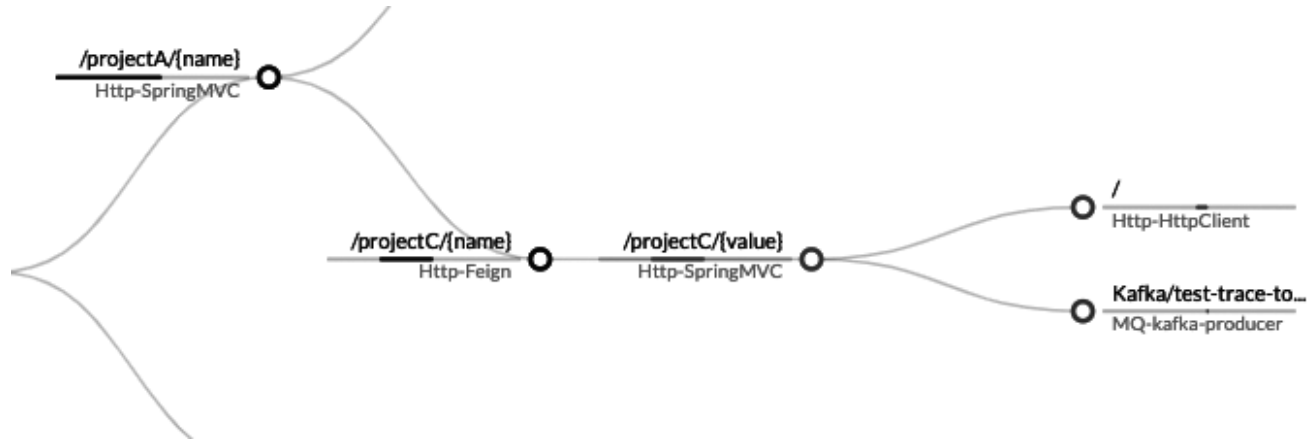 /projectA/{name}
Http-SpringMVC
/
Http-HttpClient
/projectC/{name}
Http-Feign
/projectC/{value}
Http-SpringMVC
Kafka/test-trace-to...
MQ-kafka-producer